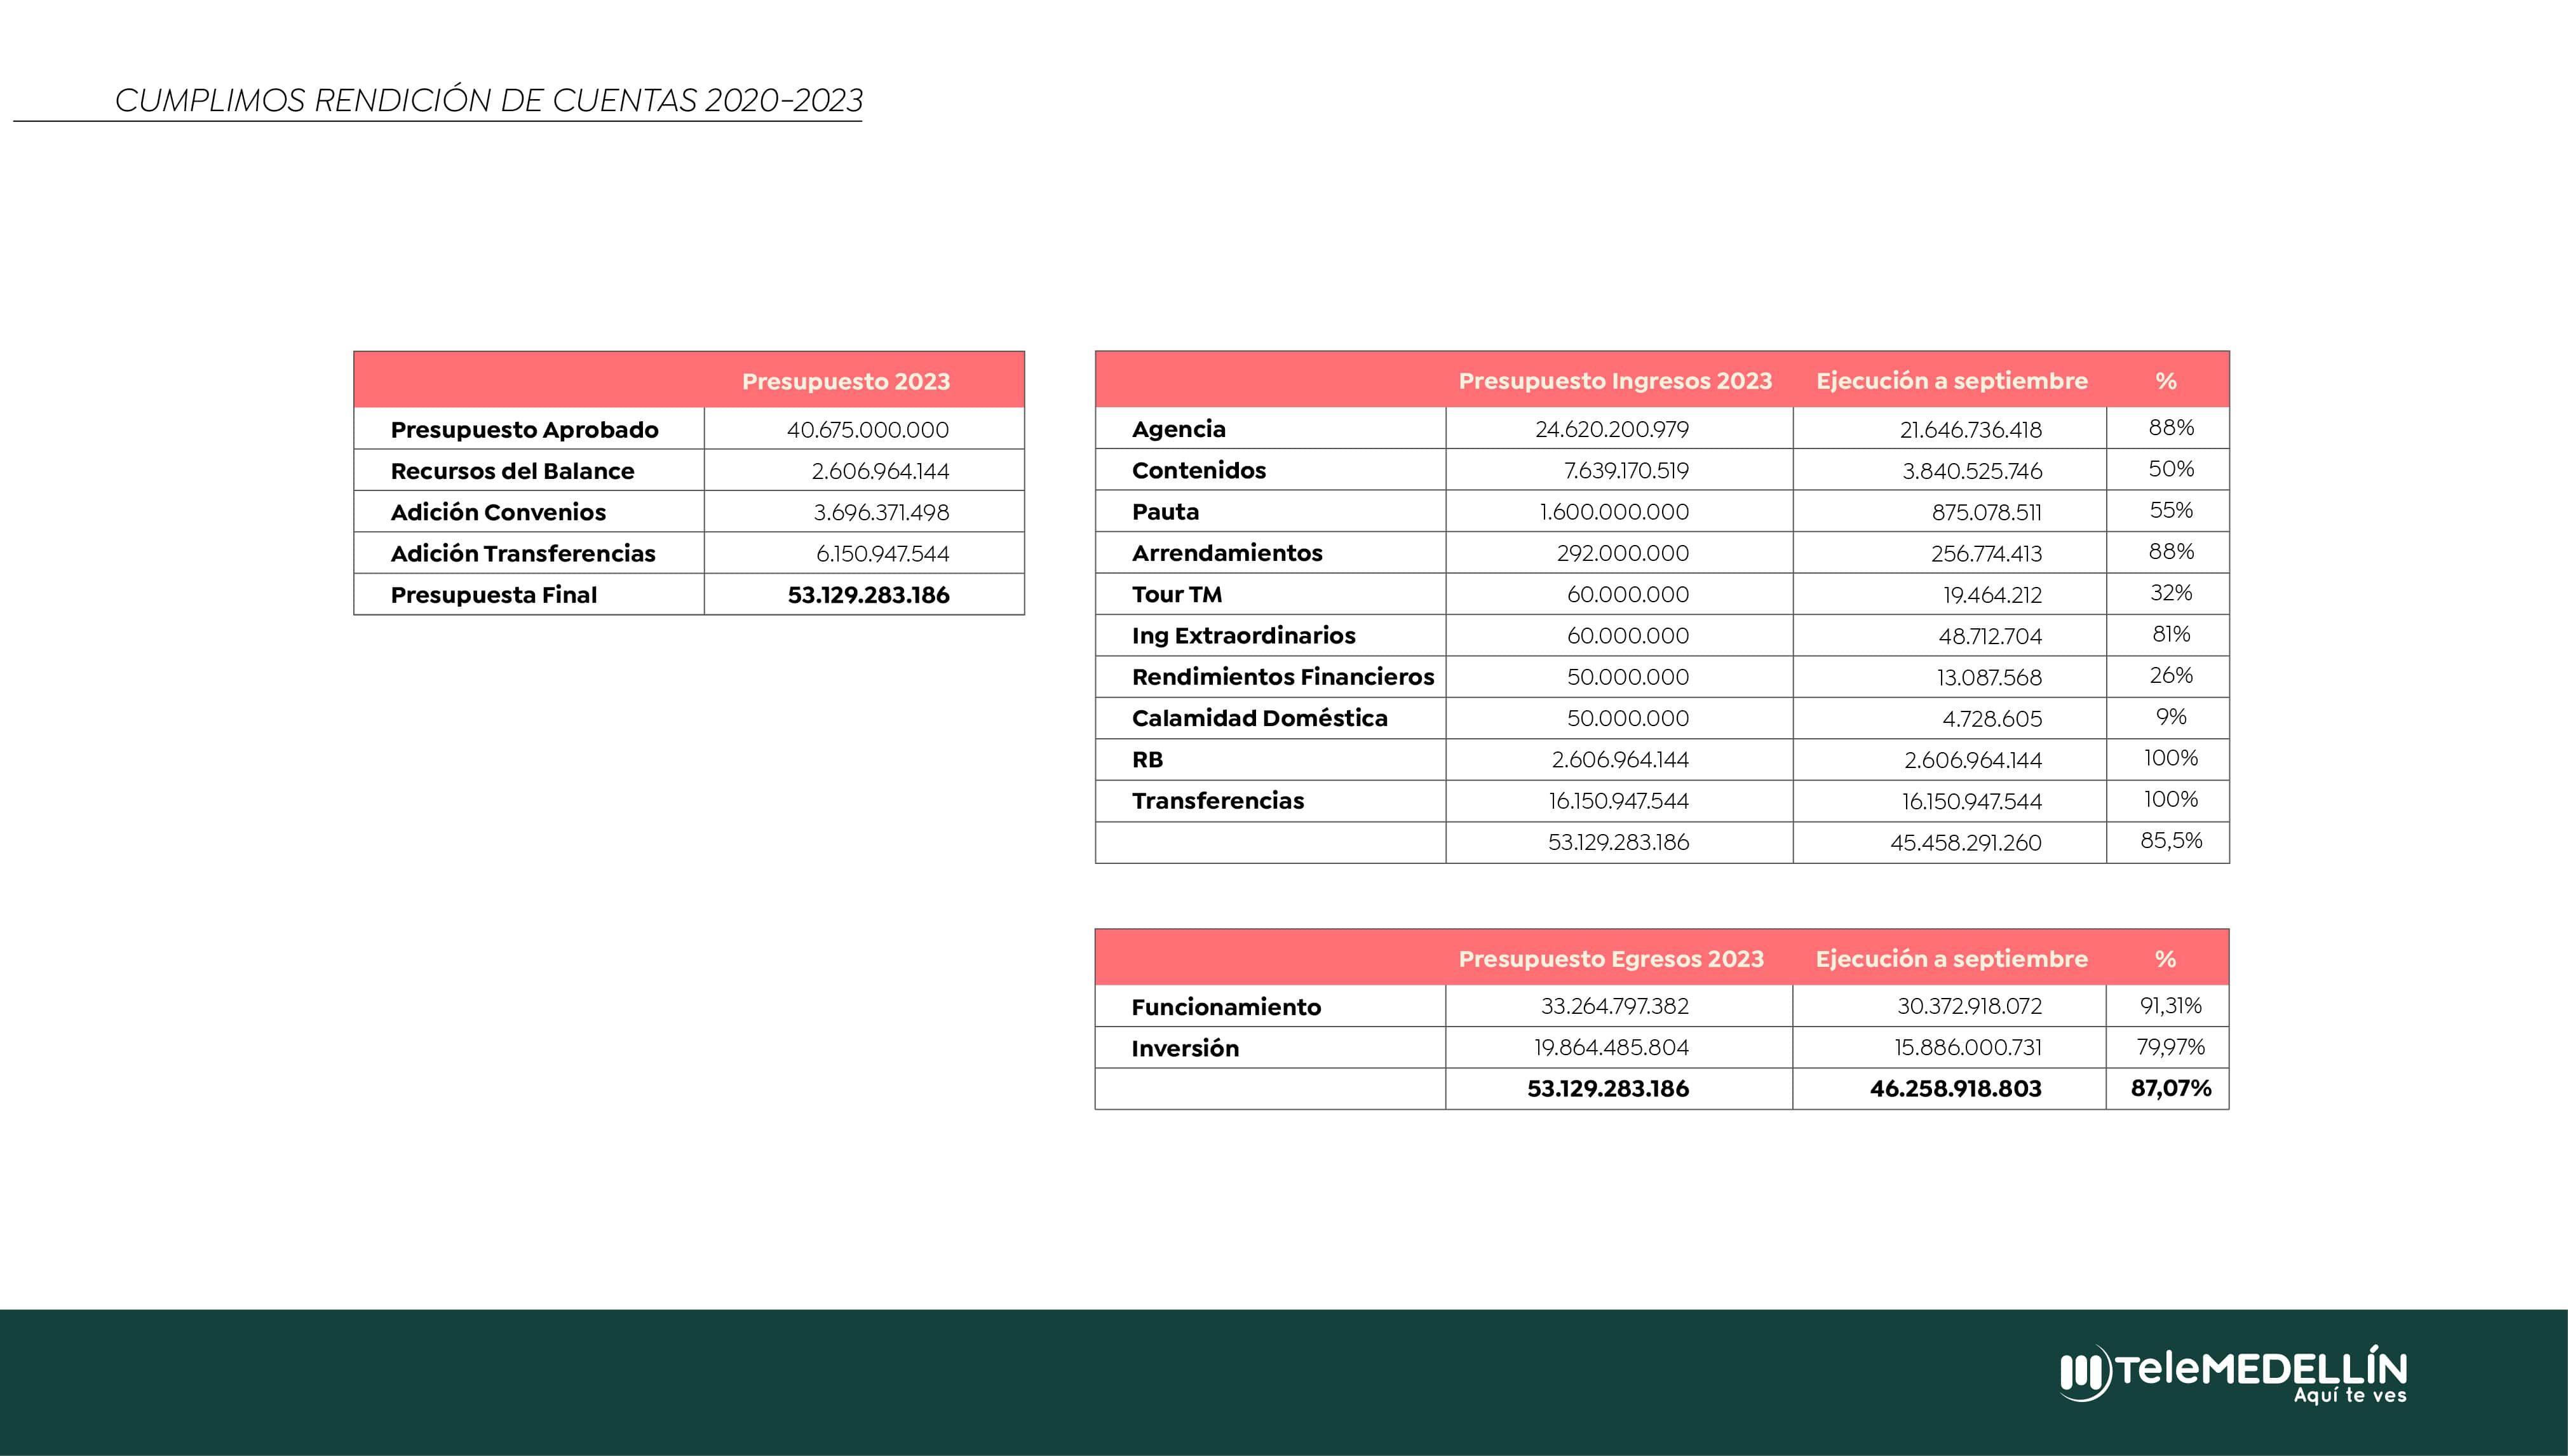 CUMPLIMOS RENDICIÓN DE CUENTAS 2020-2023
Presupuesto 2023
Presupuesto Aprobado 40.675.000.000
Recursos del Balance 2.606.964.144
Adición Convenios 3.696.371.498
Adición Transferencias 6.150.947.544
Presupuesta Final 53.129.283.186
Presupuesto Ingresos 2023 Ejecución a septiembre %
Agencia 24.620.200.979 21.646.736.418 88%
Contenidos 7.639.170.519 3.840.525.746 50%
Pauta 1.600.000.000 875.078.511 55%
Arrendamientos 292.000.000 256.774.413 88%
Tour TM 60.000.000 19.464.212 32%
Ing Extraordinarios 60.000.000 48.712.704 81%
Rendimientos Financieros 50.000.000 13.087.568 26%
Calamidad Doméstica 50.000.000 4.728.605 9%
RB 2.606.964.144 2.606.964.144 100%
Transferencias 16.150.947.544 16.150.947.544 100%
53.129.283.186 45.458.291.260 85,5%
Presupuesto Egresos 2023 Ejecución a septiembre %
Funcionamiento 33.264.797.382 30.372.918.072 91,31%
Inversión 19.864.485.804 15.886.000.731 79,97%
53.129.283.186 46.258.918.803 87,07%
TeleMEDELLÍN
Aquí te ves